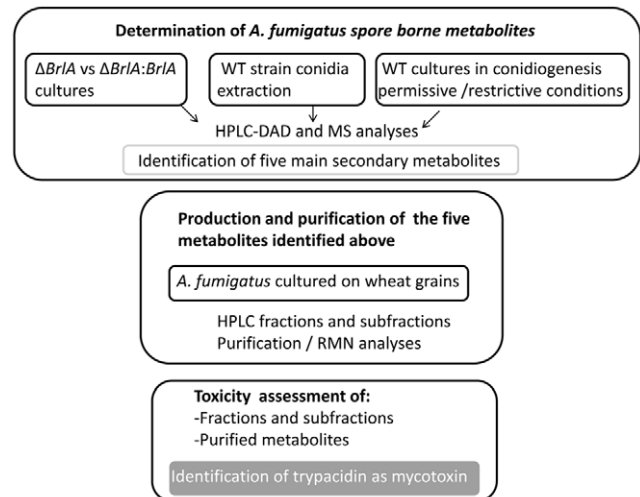 Determination of A. fumigatus spore borne metabolites
ΔBrlA vs ΔBrlA:BrlA
cultures
WT strain conidia
extraction
WT cultures in conidiogenesis
permissive /restrictive conditions
HPLC-DAD and MS analyses
Identification of five main secondary metabolites
Production and purification of the five
metabolites identified above
A. fumigatus cultured on wheat grains
HPLC fractions and subfractions
Purification / RMN analyses
Toxicity assessment of:
-Fractions and subfractions
-Purified metabolites
Identification of trypacidin as mycotoxin